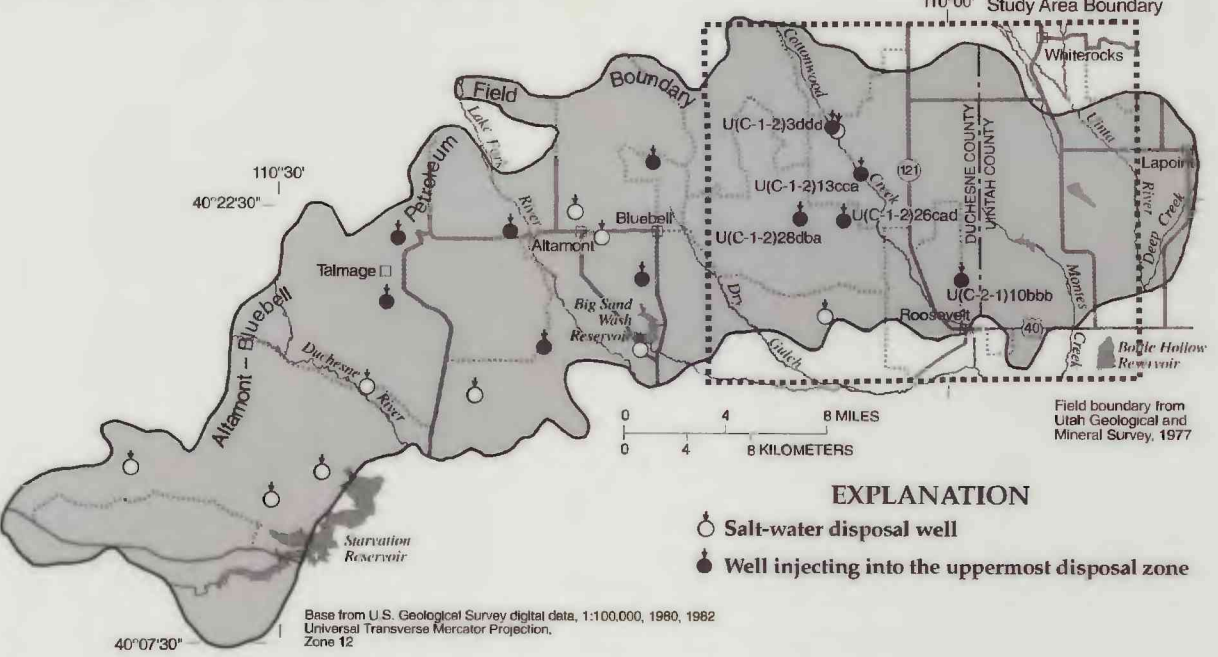 110°00'
Study Area Boundary
Whiterocks
Cottonwood
Boundary
Field
Lake Fork
U(C-1-2)3ddd
Uinta
Petroleum
110°30'
40°22'30"
121
DUCHESNE COUNTY
UINTAH COUNTY
Lapoint
U(C-1-2)13cca
Creek
River
Deep Creek
River
Bluebell
Altamont
U(C-1-2)26cad
U(C-1-2)28dba
Talmage
Dry
Gulch
Big Sand
Wash
Reservoir
U(C-2-1)10bbb
Montes
Creek
Roosevelt
40
Bottle Hollow
Reservoir
Altamont – Bluebell
Duchesne
River
0 4 8 MILES
0 4 8 KILOMETERS
Field boundary from
Utah Geological and
Mineral Survey, 1977
EXPLANATION
Salt-water disposal well
Well injecting into the uppermost disposal zone
Starvation
Reservoir
Base from U.S. Geological Survey digital data, 1:100,000, 1980, 1982
Universal Transverse Mercator Projection,
Zone 12
40°07'30"